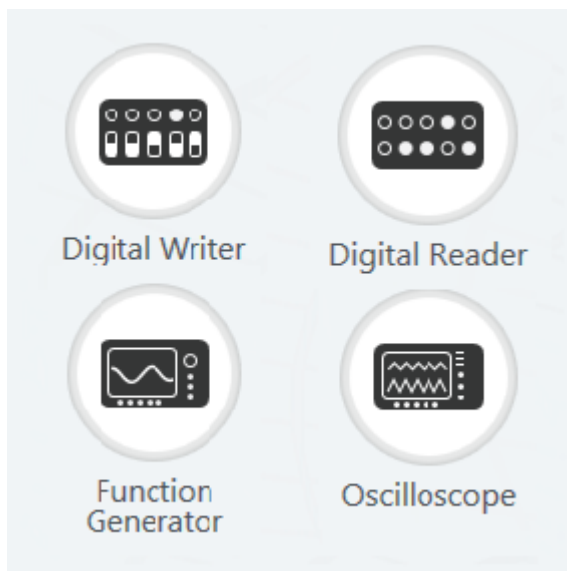 Digital Writer
Digital Reader
Function
Generator
Oscilloscope